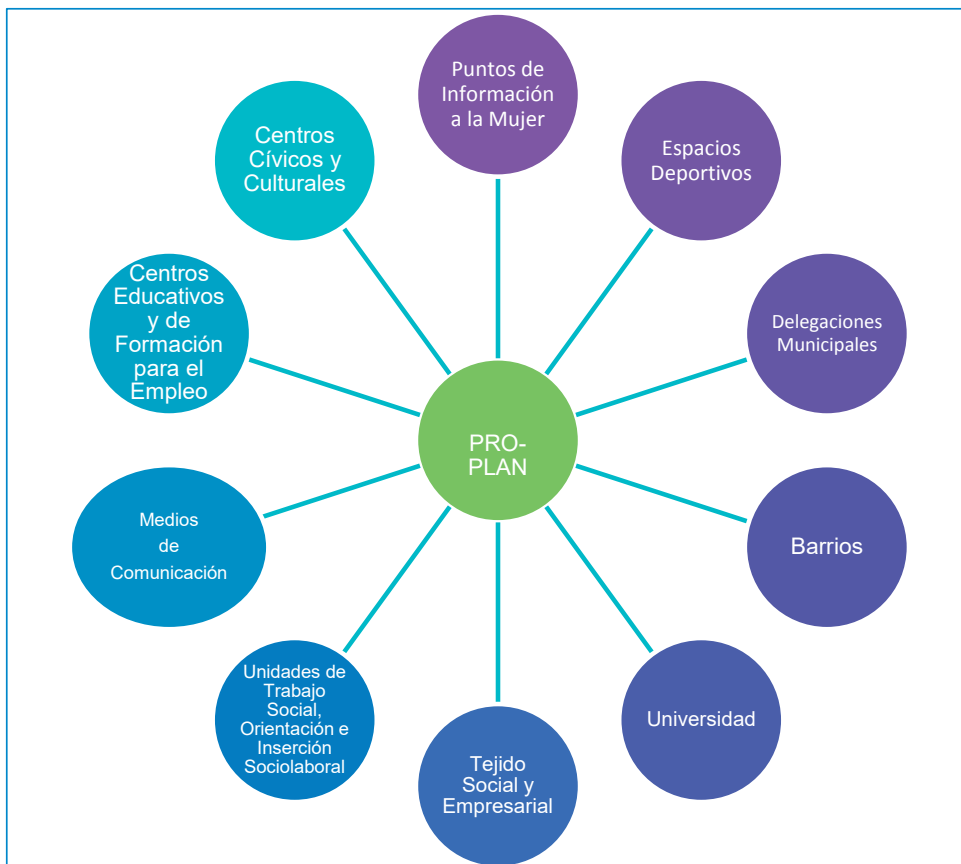 Puntos de
Información
a la Mujer
Espacios
Deportivos
Delegaciones
Municipales
Barrios
Universidad
Tejido
Social y
Empresarial
Unidades de
Trabajo
Social,
Orientación e
Inserción
Sociolaboral
Medios
de
Comunicación
Centros
Educativos
y de
Formación
para el
Empleo
Centros
Cívicos y
Culturales
PRO-
PLAN